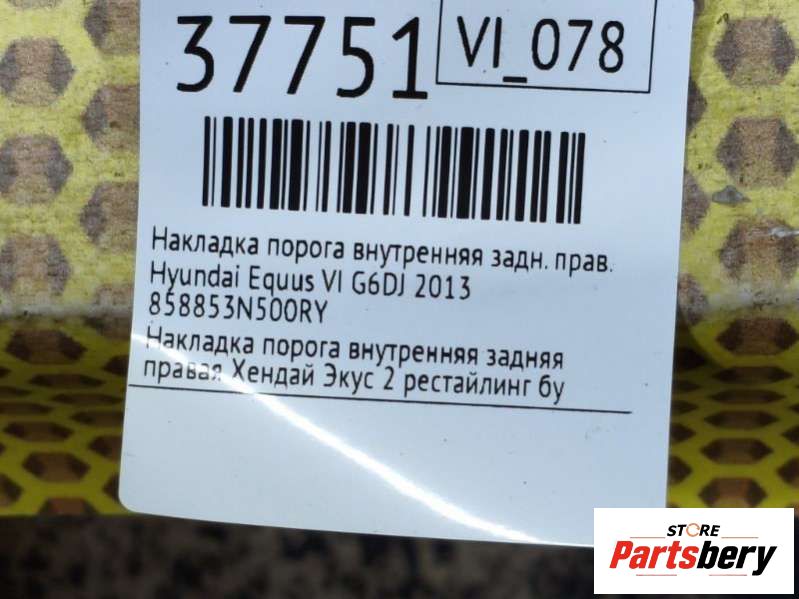 37751
VI_078
Накладка порога внутренняя задн. прав.
Hyundai Equus VI G6DJ 2013
858853N500RY
Накладка порога внутренняя задняя
правая Хендай Экус 2 рестайлинг бу
STORE
Partsbery